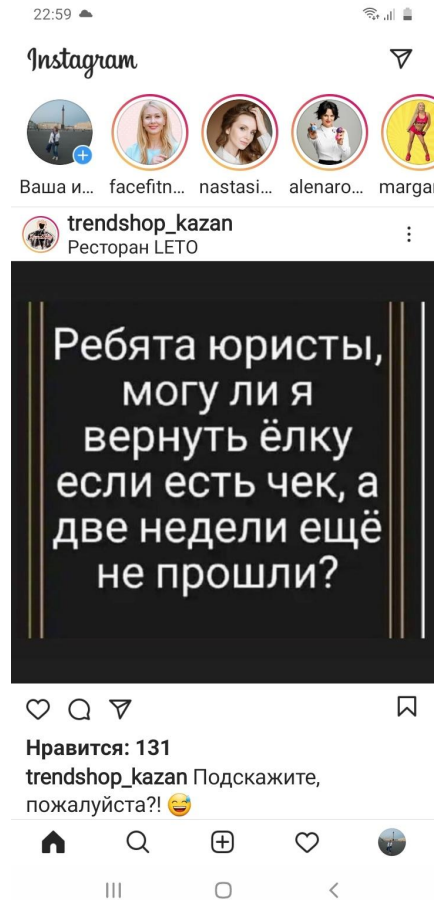 22:59
Instagram
Ваша и... facefitn... nastasi... alenaro... marga
trendshop_kazan
Ресторан LETO
Ребята юристы,
могу ли я
вернуть ёлку
если есть чек, а
две недели ещё
не прошли?
Нравится: 131
trendshop_kazan Подскажите,
пожалуйста?! 😅